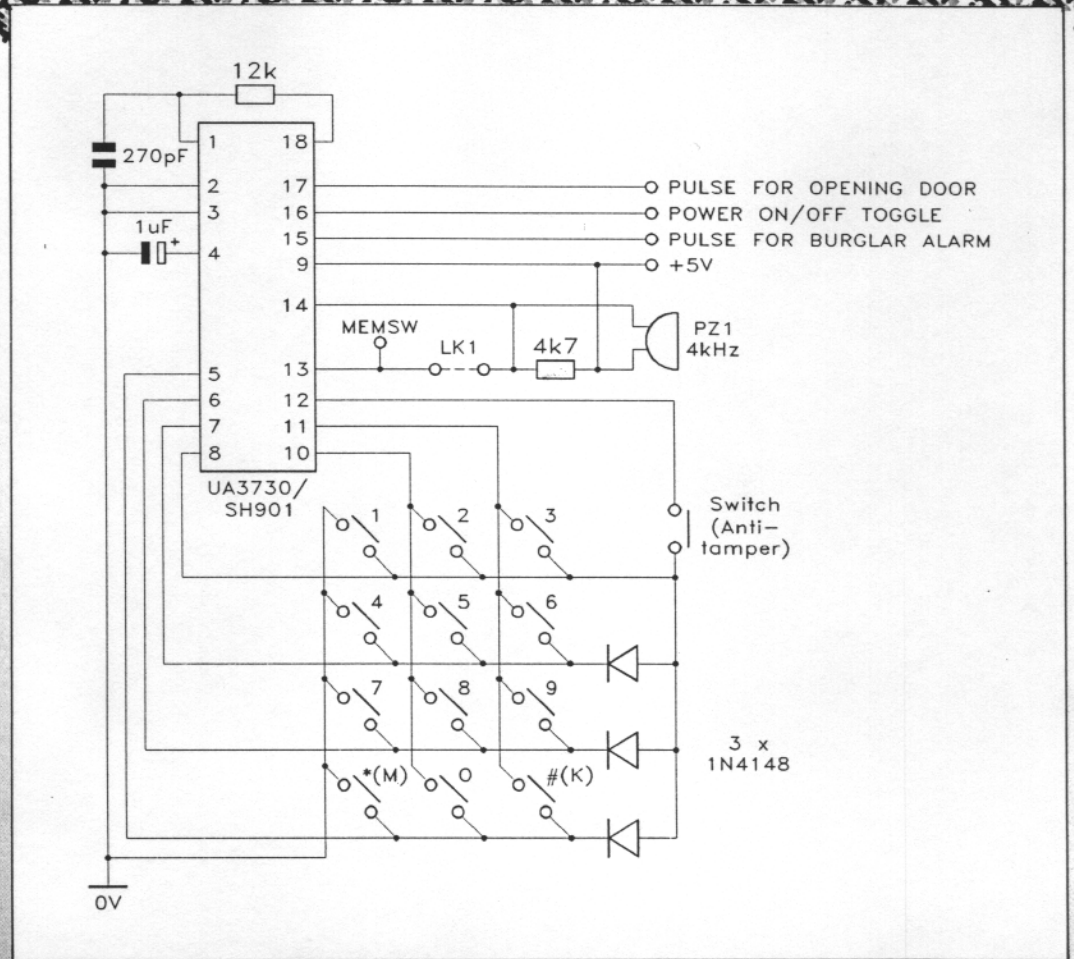 12k
1
18
270pF
2
17
PULSE FOR OPENING DOOR
3
16
POWER ON/OFF TOGGLE
1uF
+
4
15
PULSE FOR BURGLAR ALARM
9
+5V
14
MEMSW
LK1
4k7
PZ1
4kHz
13
5
12
6
11
7
10
8
UA3730/
SH901
Switch
(Anti-
tamper)
1
2
3
4
5
6
7
8
9
3 x
1N4148
*(M)
0
#(K)
0V